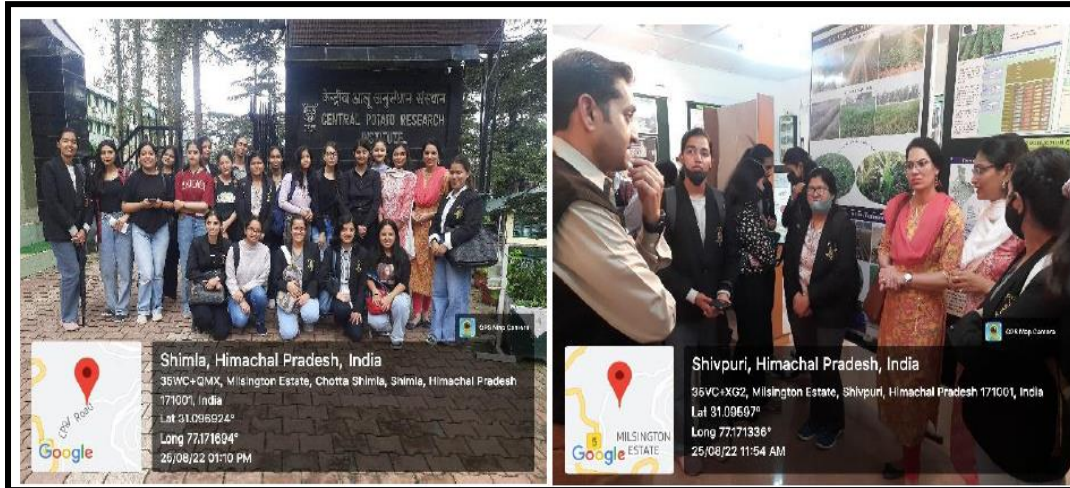 केन्द्रीय आलू अनुसंधान संस्थान
CENTRAL POTATO RESEARCH
INSTITUTE
GPS Map Camera
Shimla, Himachal Pradesh, India
35WC+QMX, Milsington Estate, Chotta Shimla, Shimla, Himachal Pradesh
171001, India
Lat 31.096924°
Long 77.171694°
25/08/22 01:10 PM
Google
GPS Map Camera
Shivpuri, Himachal Pradesh, India
35VC+XG2, Milsington Estate, Shivpuri, Himachal Pradesh 171001, India
Lat 31.09597°
Long 77.171336°
25/08/22 11:54 AM
5
MILSINGTON
ESTATE
Google